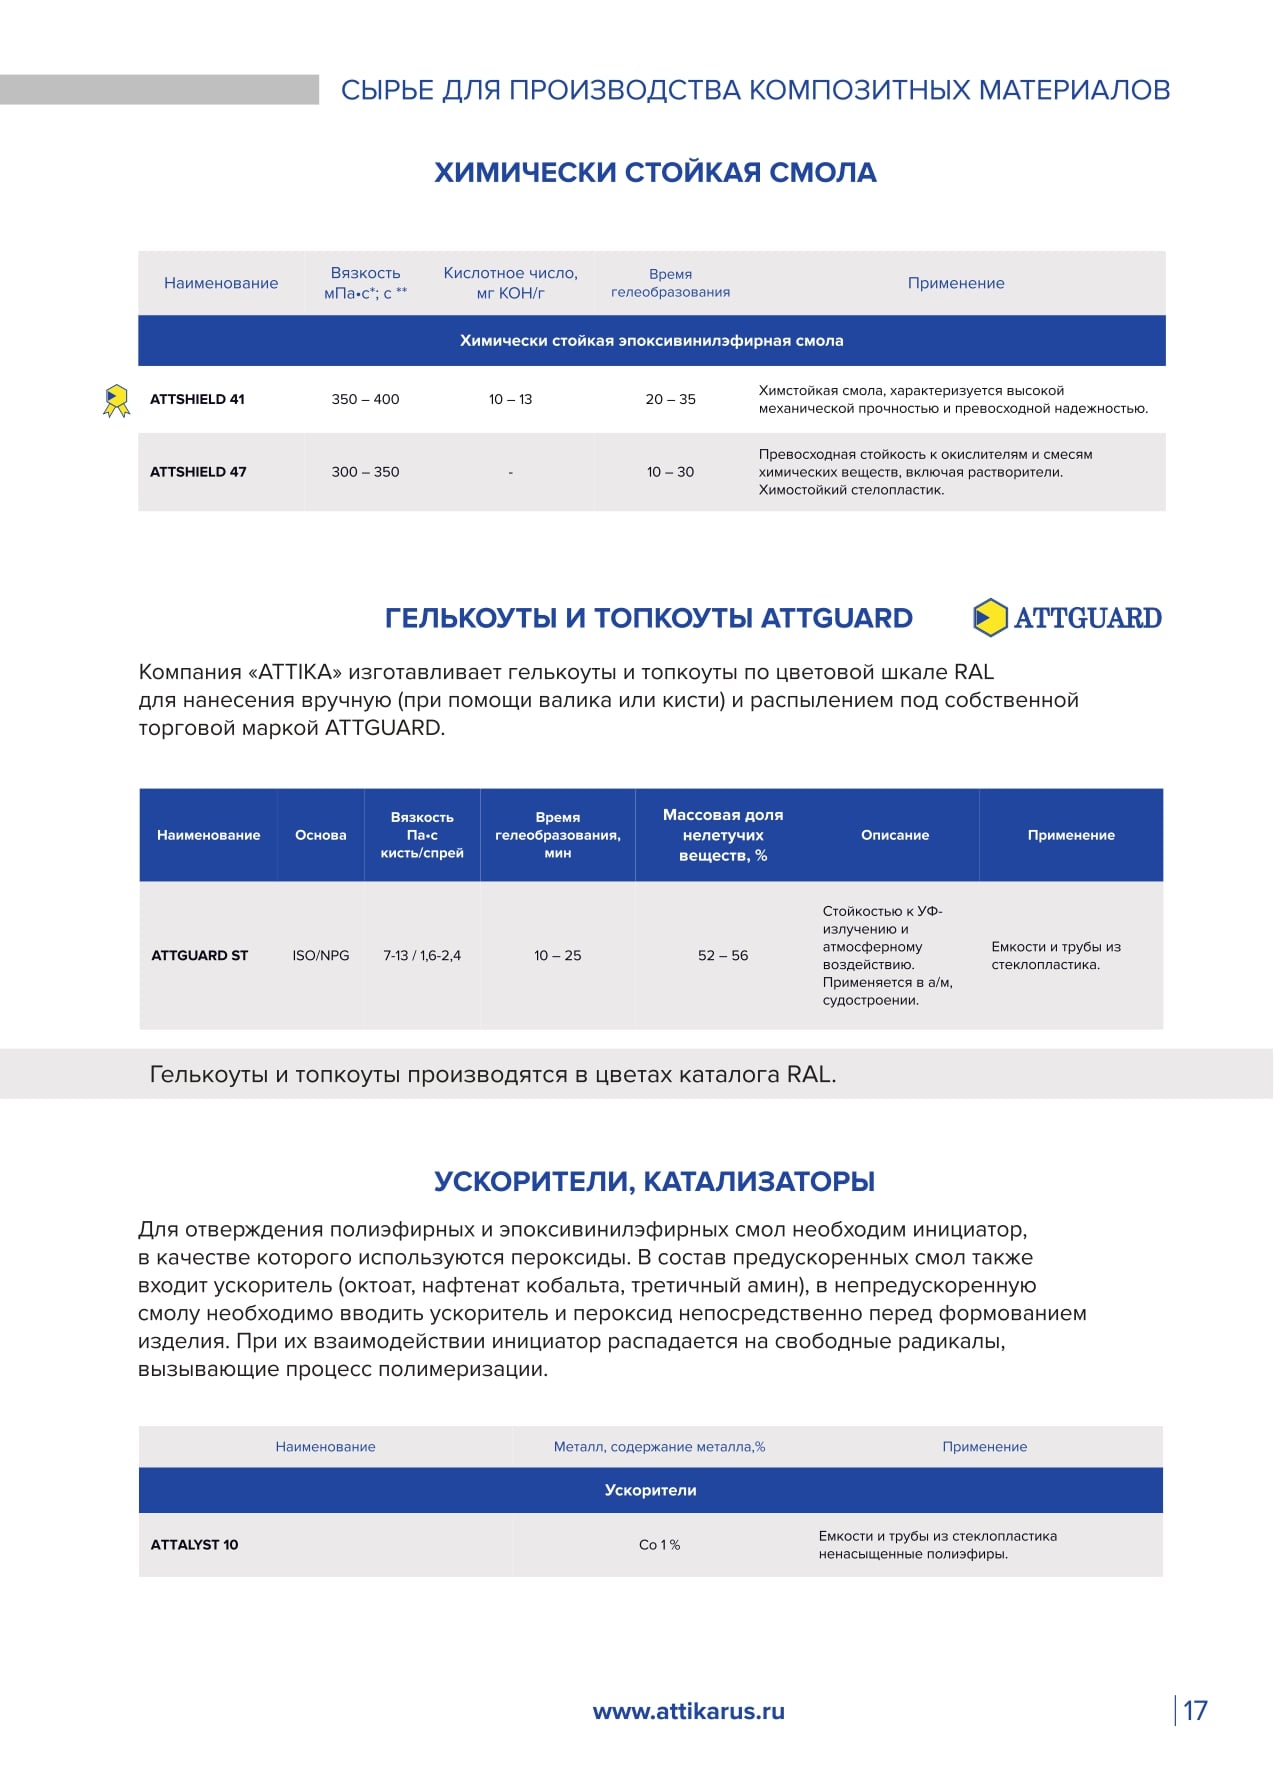 СЫРЬЕ ДЛЯ ПРОИЗВОДСТВА КОМПОЗИТНЫХ МАТЕРИАЛОВ
ХИМИЧЕСКИ СТОЙКАЯ СМОЛА
Наименование
Вязкость
мПа•с*; с **
Кислотное число,
мг КОН/г
Время
гелеобразования
Применение
Химически стойкая эпоксивинилэфирная смола
ATTSHIELD 41
350 – 400
10 – 13
20 – 35
Химстойкая смола, характеризуется высокой
механической прочностью и превосходной надежностью.
ATTSHIELD 47
300 – 350
-
10 – 30
Превосходная стойкость к окислителям и смесям
химических веществ, включая растворители.
Химостойкий стелопластик.
ГЕЛЬКОУТЫ И ТОПКОУТЫ ATTGUARD
ATTGUARD
Компания «ATTIKA» изготавливает гелькоуты и топкоуты по цветовой шкале RAL
для нанесения вручную (при помощи валика или кисти) и распылением под собственной
торговой маркой ATTGUARD.
Наименование
Основа
Вязкость
Па•с
кисть/спрей
Время
гелеобразования,
мин
Массовая доля
нелетучих
веществ, %
Описание
Применение
ATTGUARD ST
ISO/NPG
7-13 / 1,6-2,4
10 – 25
52 – 56
Стойкостью к УФ-
излучению и
атмосферному
воздействию.
Применяется в а/м,
судостроении.
Емкости и трубы из
стеклопластика.
Гелькоуты и топкоуты производятся в цветах каталога RAL.
УСКОРИТЕЛИ, КАТАЛИЗАТОРЫ
Для отверждения полиэфирных и эпоксивинилэфирных смол необходим инициатор,
в качестве которого используются пероксиды. В состав предускоренных смол также
входит ускоритель (октоат, нафтенат кобальта, третичный амин), в непредускоренную
смолу необходимо вводить ускоритель и пероксид непосредственно перед формованием
изделия. При их взаимодействии инициатор распадается на свободные радикалы,
вызывающие процесс полимеризации.
Наименование
Металл, содержание металла,%
Применение
Ускорители
ATTALYST 10
Co 1 %
Емкости и трубы из стеклопластика
ненасыщенные полиэфиры.
www.attikarus.ru
17